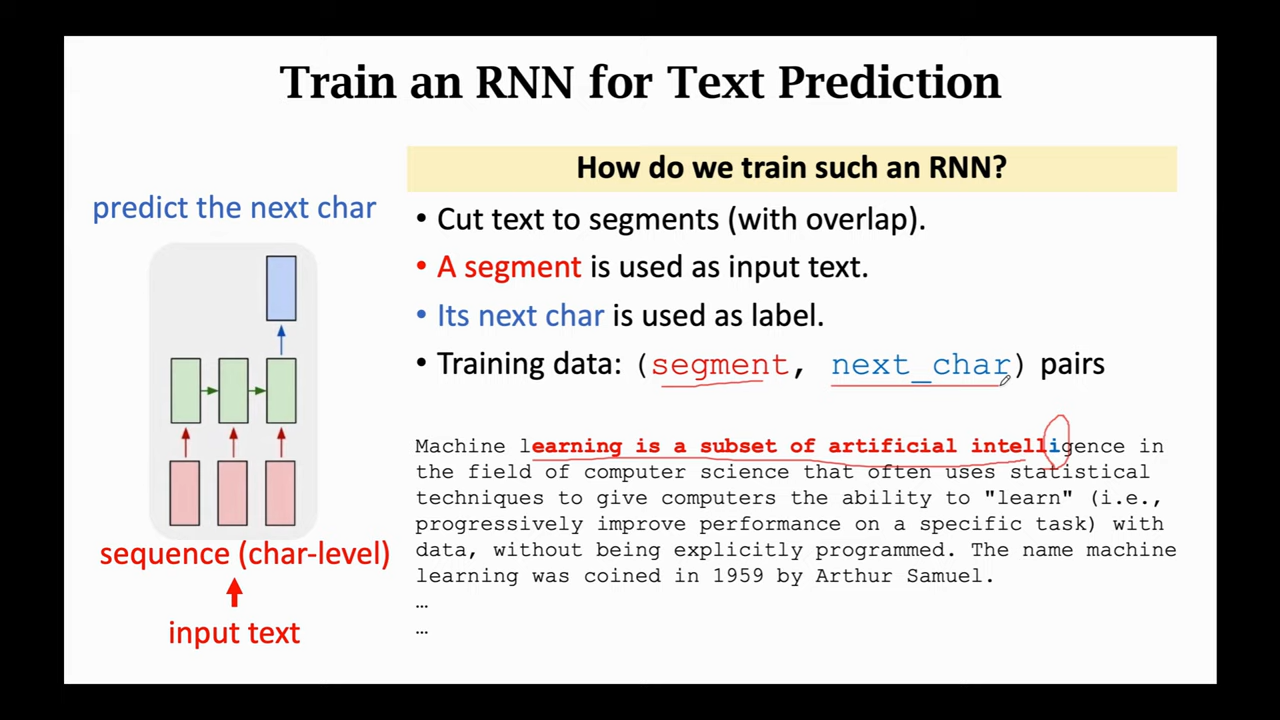 Train an RNN for Text Prediction
How do we train such an RNN?
predict the next char
• Cut text to segments (with overlap).
• A segment is used as input text.
• Its next char is used as label.
• Training data: (segment, next_char) pairs
sequence (char-level)
input text
Machine learning is a subset of artificial intelligence in
the field of computer science that often uses statistical
techniques to give computers the ability to "learn" (i.e.,
progressively improve performance on a specific task) with
data, without being explicitly programmed. The name machine
learning was coined in 1959 by Arthur Samuel.
…
…